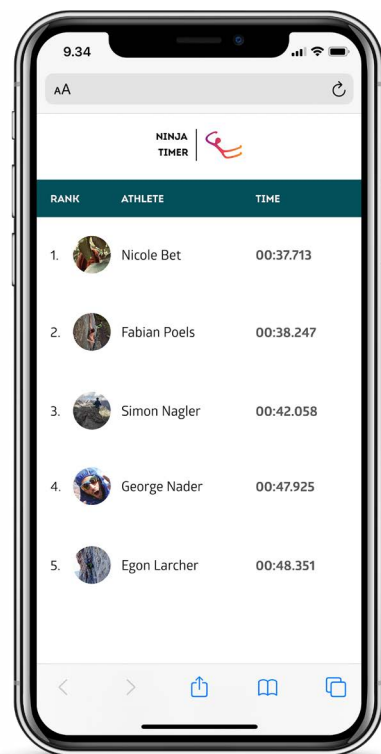 9.34
AA
NINJA
TIMER
RANK ATHLETE TIME
1. Nicole Bet 00:37.713
2. Fabian Poels 00:38.247
3. Simon Nagler 00:42.058
4. George Nader 00:47.925
5. Egon Larcher 00:48.351